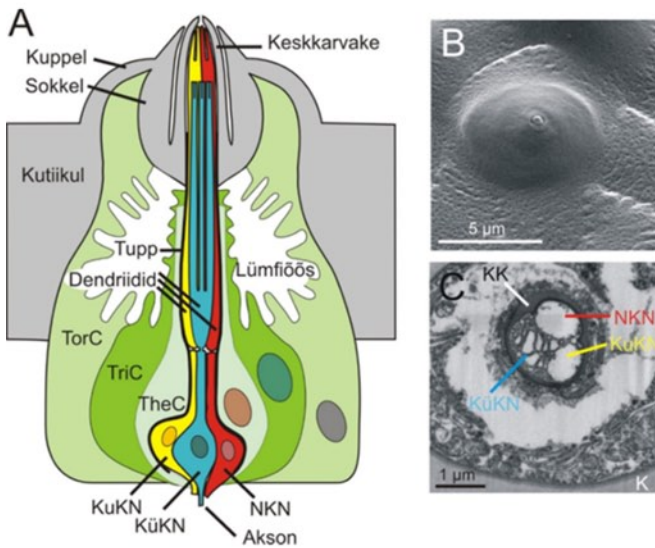 A
Kuppel
Sokkel
Keskkarvake
Kutiikul
Tupp
Dendriidid
Lümfiöõs
TorC
TriC
TheC
KuKN
KüKN
NKN
Akson
B
5 µm
C
KK
NKN
KuKN
KüKN
1 µm
K